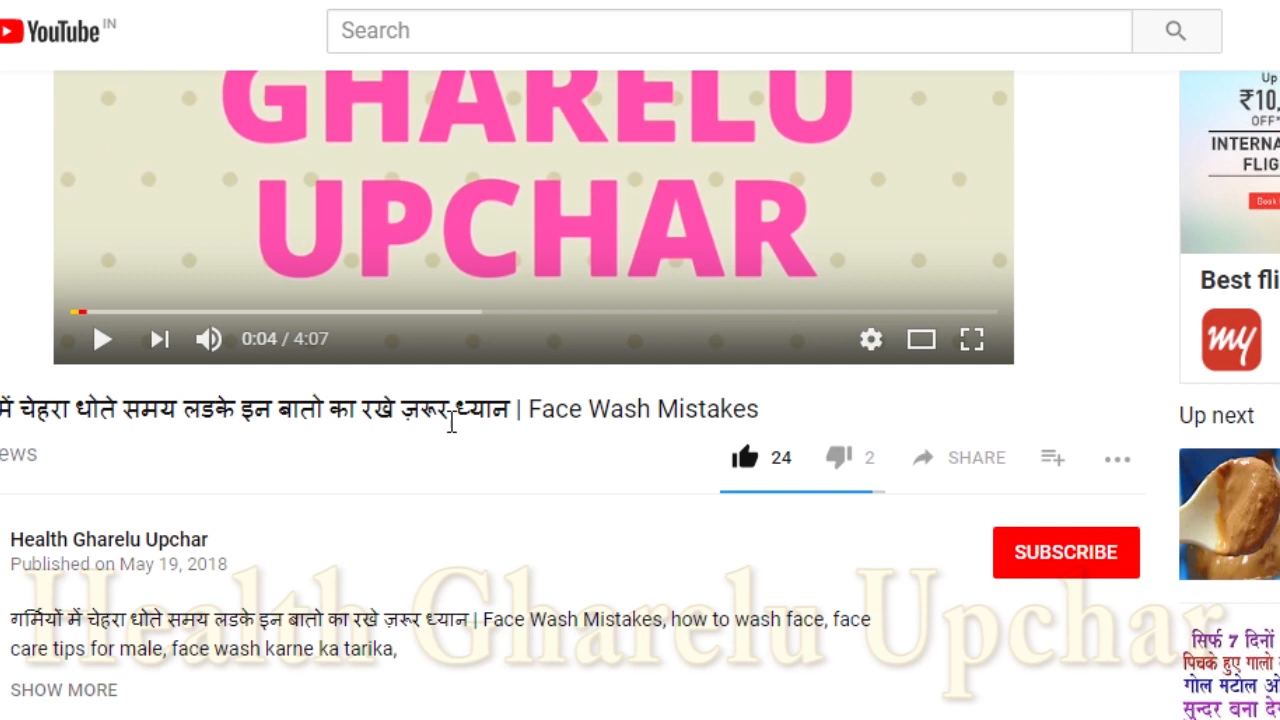 YouTube IN
Search
GHARELU
UPCHAR
0:04 / 4:07
में चेहरा धोते समय लडके इन बातो का रखे ज़रूर ध्यान | Face Wash Mistakes
ews
24
2
SHARE
Health Gharelu Upchar
Published on May 19, 2018
SUBSCRIBE
गर्मियों में चेहरा धोते समय लडके इन बातो का रखे ज़रूर ध्यान | Face Wash Mistakes, how to wash face, face
care tips for male, face wash karne ka tarika,
SHOW MORE
Health Gharelu Upchar
Up
₹10,
OFF*
INTERNA
FLIG
Book
Best fli
my
Up next
सिर्फ 7 दिनों
पिचके हुए गालो
गोल मटोल ओ
सुन्दर बना दे